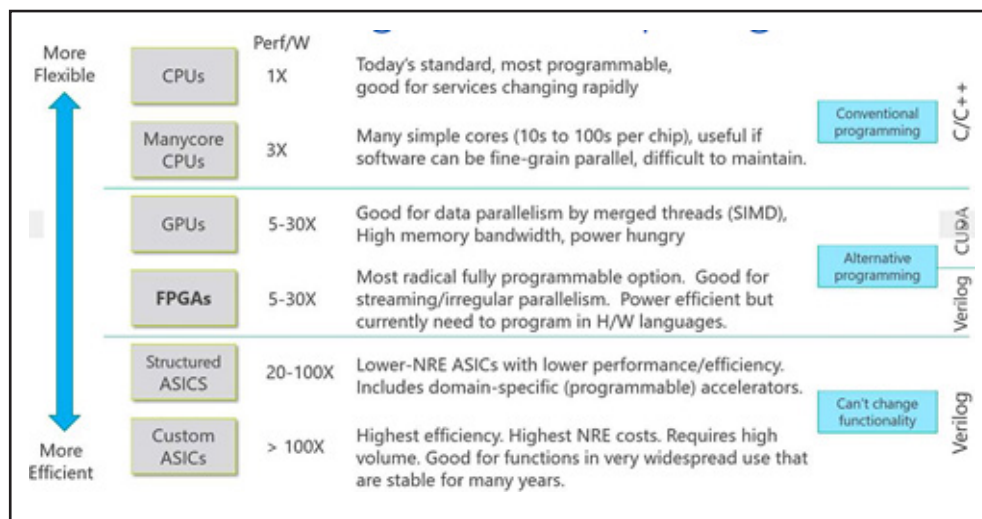 More
Flexible
Perf/W
CPUs
1X
Today's standard, most programmable,
good for services changing rapidly
Manycore
CPUs
3X
Many simple cores (10s to 100s per chip), useful if
software can be fine-grain parallel, difficult to maintain.
Conventional
programming
C/C++
GPUs
5-30X
Good for data parallelism by merged threads (SIMD),
High memory bandwidth, power hungry
CUDA
FPGAs
5-30X
Most radical fully programmable option. Good for
streaming/irregular parallelism. Power efficient but
currently need to program in H/W languages.
Alternative
programming
Verilog
Structured
ASICS
20-100X
Lower-NRE ASICs with lower performance/efficiency.
Includes domain-specific (programmable) accelerators.
Custom
ASICs
> 100X
Highest efficiency. Highest NRE costs. Requires high
volume. Good for functions in very widespread use that
are stable for many years.
Can't change
functionality
Verilog
More
Efficient